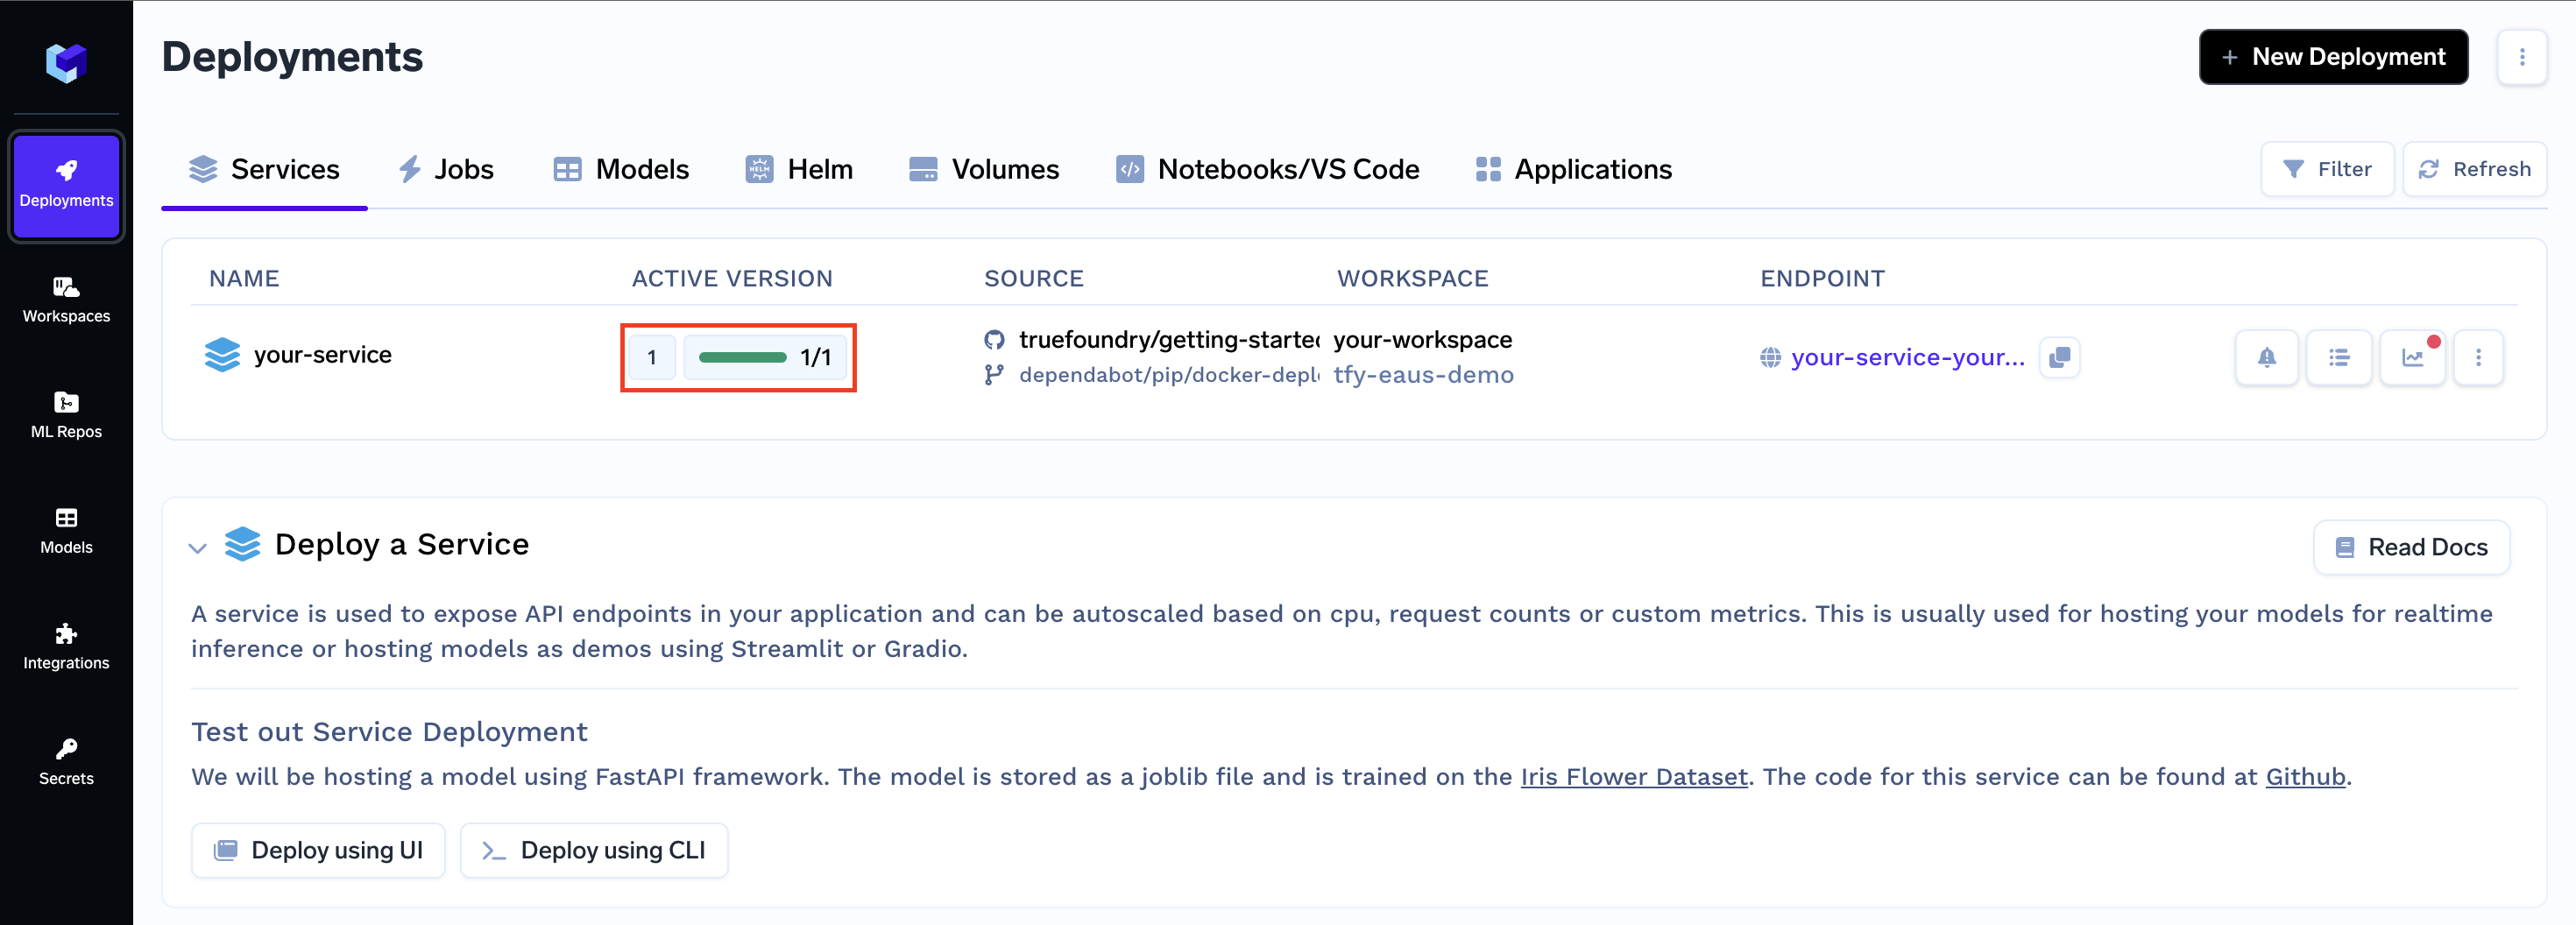 Deployments
New Deployment
Services
Jobs
Models
Helm
Volumes
Notebooks/VS Code
Applications
Filter
Refresh
Deployments
Workspaces
ML Repos
Models
Integrations
Secrets
NAME
ACTIVE VERSION
SOURCE
WORKSPACE
ENDPOINT
your-service
1
1/1
truefoundry/getting-started
dependabot/pip/docker-deplo
your-workspace
tfy-eaus-demo
your-service-your...
Deploy a Service
Read Docs
A service is used to expose API endpoints in your application and can be autoscaled based on cpu, request counts or custom metrics. This is usually used for hosting your models for realtime
inference or hosting models as demos using Streamlit or Gradio.
Test out Service Deployment
We will be hosting a model using FastAPI framework. The model is stored as a joblib file and is trained on the Iris Flower Dataset. The code for this service can be found at Github.
Deploy using UI
Deploy using CLI